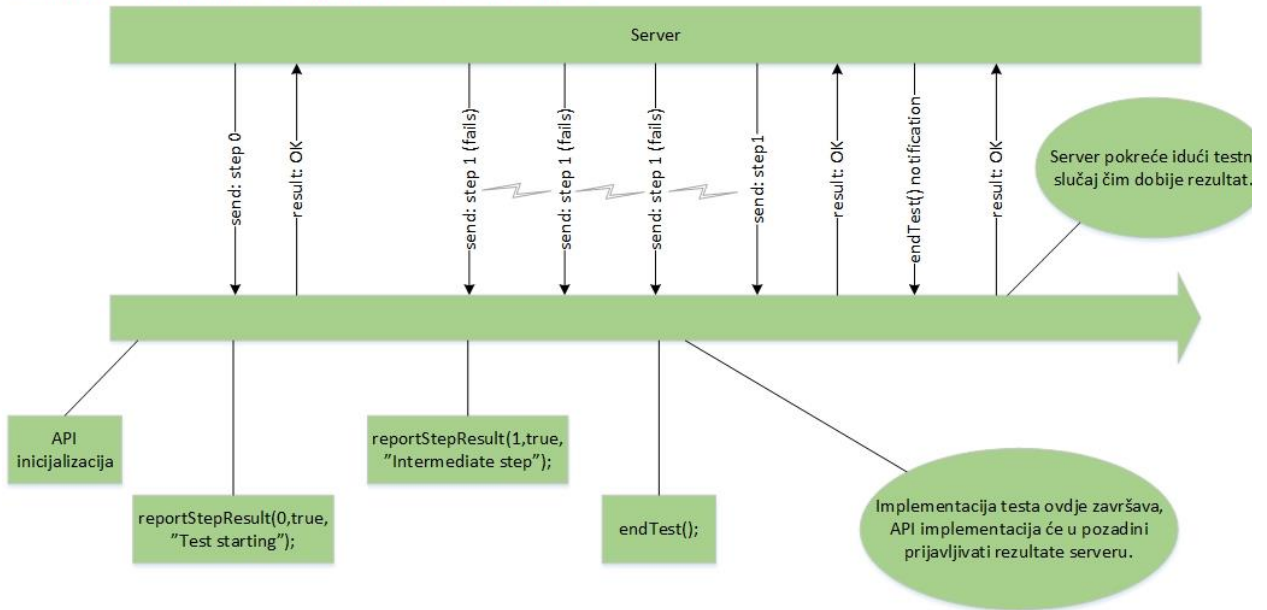 Server
send: step 0
result: OK
send: step 1 (fails)
send: step 1 (fails)
send: step 1 (fails)
send: step1
result: OK
endTest() notification
result: OK
Server pokreće idući testn
slučaj čim dobije rezultat.
API
inicijalizacija
reportStepResult(0,true,
”Test starting”);
reportStepResult(1,true,
”Intermediate step”);
endTest();
Implementacija testa ovdje završava,
API implementacija će u pozadini
prijavljivati rezultate serveru.